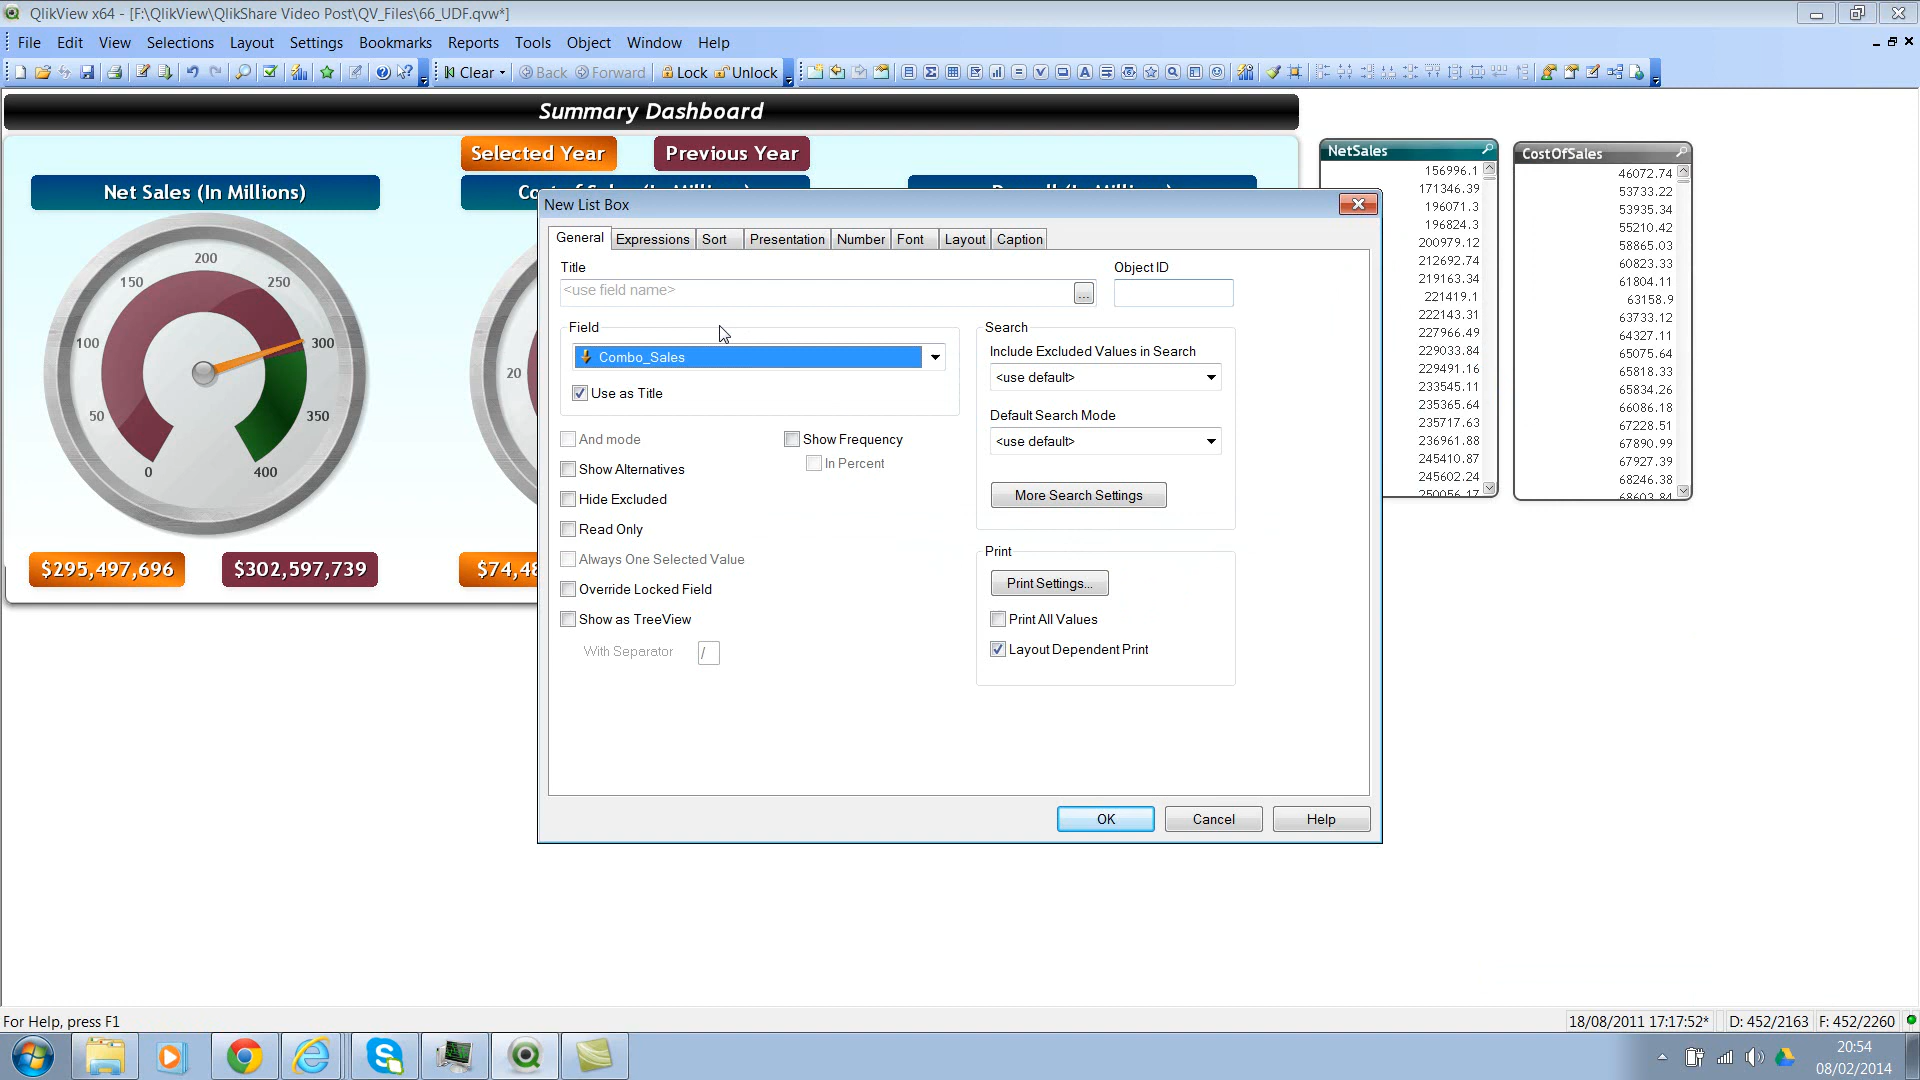 QlikView x64 - [F:\QlikView\QlikShare Video Post\QV_Files\66_UDF.qvw*]
File Edit View Selections Layout Settings Bookmarks Reports Tools Object Window Help
Clear Back Forward Lock Unlock
Summary Dashboard
Selected Year Previous Year
Net Sales (In Millions)
0 50 100 150 200 250 300 350 400
20
$295,497,696 $302,597,739
NetSales
156996.1
171346.39
196071.3
196824.3
200979.12
212692.74
219163.34
221419.1
222143.31
227966.49
229033.84
229491.16
233545.11
235365.64
235717.63
236961.88
245410.87
245602.24
250056.17
CostOfSales
46072.74
53733.22
53935.34
55210.42
58865.03
60823.33
61804.11
63158.9
63733.12
64327.11
65075.64
65818.33
65834.26
66086.18
67228.51
67890.99
67927.39
68246.38
68603.84
New List Box
General Expressions Sort Presentation Number Font Layout Caption
Title
<use field name>
...
Object ID
Field
Combo_Sales
Use as Title
And mode
Show Alternatives
Hide Excluded
Read Only
Always One Selected Value
Override Locked Field
Show as TreeView
With Separator /
Show Frequency
In Percent
Search
Include Excluded Values in Search
<use default>
Default Search Mode
<use default>
More Search Settings
Print
Print Settings...
Print All Values
Layout Dependent Print
OK Cancel Help
For Help, press F1
18/08/2011 17:17:52* D: 452/2163 F: 452/2260
20:54
08/02/2014